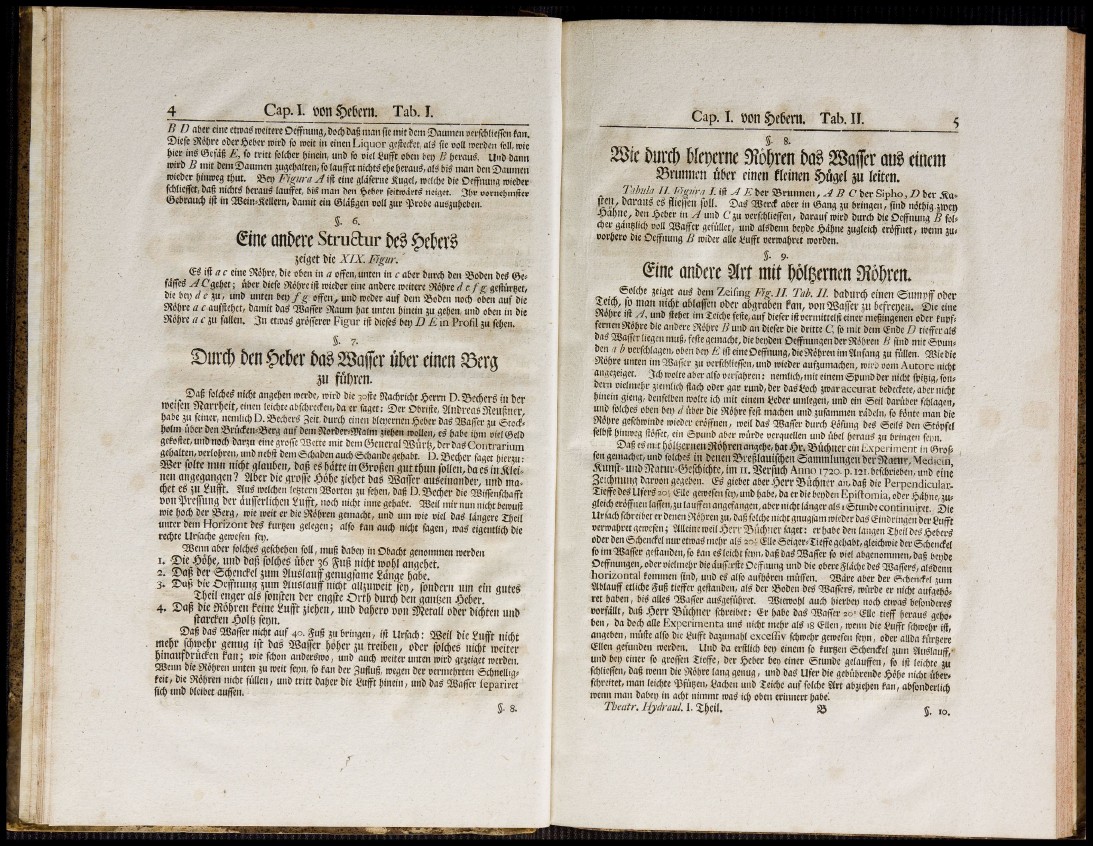 4 Cap. I. von Hebern. Tab. I.
B D aber eine etwas weitere Oeffnung, doch daß man sie mit dem Daumen verschliessen kan.
Diese Röhre oder Heber wird so weit in einen Liquor gestecket, als sie voll werden soll, wie
hier ins Gefäß E, so tritt solcher hinein, und so viel Lufft oben bey B heraus. Und dann
wird B mit dem Daumen zugehalten, so lauffet nichts ehe heraus, als bis man den Daumen
wieder hinweg thut. Bey Figura A ist eine gläserne Kugel, welche die Oeffnung wieder
schliesset, daß nichts heraus lauffet, bis man den Heber seitwärts neiget. Ihr vornehmster
Gebrauch ist in Wein-Kellern, damit ein Gläßgen voll zur Probe auszuheben.
§. 6.
Eine andere Structur des Hebers
zeiget die XIX. Figur.
Es ist a c eine Röhre, die oben in a offen, unten in c aber durch den Boden des Ge-
fässes A C gehet; über diese Röhre ist wieder eine andere weitere Röhre d e f g gestürtzet,
die bey d e zu, und unten bey f g offen, und weder auf dem Boden noch oben auf die
Röhre a c aufstehet, damit das Wasser Raum hat unten hinein zu gehen, und oben in die
Röhre a c zu fallen. In etwas grösserer Figur ist dieses bey D E in Profil zu sehen.
§. 7.
Durch den Heber das Wasser über einen Berg
zu führen.
Daß solches nicht angehen werde, wird die 30ste Nachricht Herrn D. Bechers in der
weisen Narrheit, einen leichte abschrecken, da er saget: Der Obriste, Andreas Neußner,
habe zu seiner, nemlich D. Bechers Zeit durch einen bleyernen Heber das Wasser zu Stock-
holm über den Brücken-Berg auf dem Norder-Malm ziehen wollen, es habe ihm viel Geld
gekostet, und noch darzu eine grosse Wette mit dem General Würtz, der das Contrarium
gehalten, verlohren, und nebst dem Schaden auch Schande gehabt. D. Becher saget hierzu:
Wer solte nun nicht glauben, daß es hätte in Großen gut thun sollen, da es in Klei-
nen angegangen? Aber die grosse Höhe ziehet das Wasser auseinander, und ma-
chet es zu Lufft. Aus welchen letztern Worten zu sehen, daß D. Becher die Wissenschafft
von Pressung der äusserlichen Lufft, noch nicht inne gehabt. Weil mir nun nicht bewust
wie hoch der Berg, wie weit er die Röhren gemacht, und um wie viel das längere Theil
unter dem Horizont des kurtzen gelegen; also kan auch nicht sagen, was eigentlich die
rechte Ursache gewesen sey.
Wenn aber solches geschehen soll, muß dabey in Obacht genommen werden
1. Die Höhe, und daß solches über 36 Fuß nicht wohl angehet.
2. Daß der Schenckel zum Auslauff genugsame Länge habe.
3. Daß die Oeffnung zum Auslauff nicht allzuweit sey, sondern um ein gutes
Theil enger als sonsten der engste Orth durch den gantzen Heber.
4. Daß die Röhren keine Lufft ziehen, und dahero von Metall oder dichten und
starcken Holtz seyn.
Daß das Wasser nicht auf 40. Fuß zu bringen, ist Ursach: Weil die Lufft nicht
mehr schwehr genug ist das Wasser höher zu treiben, oder solches nicht weiter
hinauf drücken kan; wie schon anderswo, und auch weiter unten wird gezeiget werden.
Wenn die Röhren unten zu weit seyn, so kan der Zufluß, wegen der vermehrten Schnellig-
keit, die Röhren nicht füllen, und tritt daher die Lufft hinein, und das Wasser separiret
sich und bleibet aussen.
§. 8.
Cap. I. von Hebern. Tab. II. 5
§. 8.
Wie durch bleyerne Röhren das Wasser aus einem
Brunnen über einen kleinen Hügel zu leiten.
Tabula II. Figura I. ist A E der Brunnen, A B C der Sipho, D der Ka-
sten, daraus es fliessen soll. Das Werck aber in Gang zu bringen, sind nöthig zwey
Hähne, den Heber in A und C zu verschliessen, darauf wird durch die Oeffnung B sol-
cher gäntzlich voll Wasser gefüllet, und alsdenn beyde Hähne zugleich eröffnet, wenn zu-
vorhero die Oeffnung B wider alle Lufft verwahret worden.
§. 9.
Eine andere Art mit höltzernen Röhren.
Solche zeiget aus dem Zeising Fig. II. Tab. II. dadurch einen Sumpff oder
Teich, so man nicht ablassen oder abgraben kan, von Wasser zu befreyen. Die eine
Röhre ist A, und stehet im Teiche feste, auf dieser ist vermittelst einer meßingenen oder kupf-
fernen Röhre die andere Röhre B und an dieser die dritte C, so mit dem Ende D tieffer als
das Wasser liegen muß, feste gemacht, die beyden Oeffnungen der Röhren B sind mit Spun-
den a b verschlagen, oben bey E ist eine Oeffnung, die Röhren im Anfang zu füllen. Wie die
Röhre unten im Wasser zu verschliessen, und wieder aufzumachen, wird vom Autore nicht
angezeiget. Ich wolte aber also verfahren: nemlich, mit einem Spund der nicht spitzig, son-
dern vielmehr ziemlich flach oder gar rund, der das Loch zwar accurat bedeckete, aber nicht
hinein gieng, denselben wolte ich mit einem Leder umlegen, und ein Seil darüber schlagen,
und solches oben bey d über die Röhre fest machen und zusammen rädeln, so könte man die
Röhre geschwinde wieder eröffnen, weil das Wasser durch Lösung des Seils den Stöpsel
selbst hinweg stösset, ein Spund aber würde verquellen und übel heraus zu bringen seyn.
Daß es mit höltzernen Röhren angehe, hat Hr. Büchner ein Experiment in Gros-
sen gemachet, und solches in denen Breßlauischen Sammlungen der Natur, Medicin,
Kunst- und Natur-Geschichte, im 11. Versuch Anno 1720. p. 121. beschrieben, und eine
Zeichnung darvon gegeben. Es giebet aber Herr Büchner an, daß die Perpendicular-
Tieffe des Ufers 20½ Elle gewesen sey, und habe, da er die beyden Epistomia, oder Hähne, zu-
gleich eröffnen lassen, zu lauffen angefangen, aber nicht länger als 1 Stunde continuiret. Die
Ursach schreibet er denen Röhren zu, daß solche nicht gnugsam wieder das Eindringen der Lufft
verwahret gewesen; Alleine weil Herr Büchner saget: er habe den langen Theil des Hebers
oder den Schenckel nur etwas mehr als 20½ Elle Seiger-Tieffe gehabt, gleichwie der Schenckel
so im Wasser gestanden, so kan es leicht seyn, daß das Wasser so viel abgenommen, daß beyde
Oeffnungen, oder vielmehr die äuserste Oeffnung und die obere Fläche des Wassers, alsdenn
horizontal kommen sind, und es also aufhören müssen. Wäre aber der Schenckel zum
Ablauff etliche Fuß tieffer gestanden, als der Boden des Wassers, würde er nicht aufgehö-
ret haben, bis alles Wasser ausgeführet. Wiewohl auch hierbey noch etwas besonderes
vorfällt, daß Herr Büchner schreibet: Er habe das Wasser 20½ Elle tieff heraus geho-
ben, da doch alle Experimenta uns nicht mehr als 18 Ellen, wenn die Lufft schwehr ist,
angeben, müste also die Lufft dazumahl excessiv schwehr gewesen seyn, oder allda kürtzere
Ellen gefunden werden. Und da erstlich bey einem so kurtzen Schenckel zum Auslauff,
und bey einer so grossen Tieffe, der Heber bey einer Stunde gelauffen, so ist leichte zu
schliessen, daß wenn die Röhre lang genug, und das Ufer die gebührende Höhe nicht über-
schreitet, man leichte Pfützen, Lachen und Teiche auf solche Art abziehen kan, absonderlich
wenn man dabey in acht nimmt was ich oben erinnert habe.
Theatr. Hydraul. I. Theil. B §. 10.